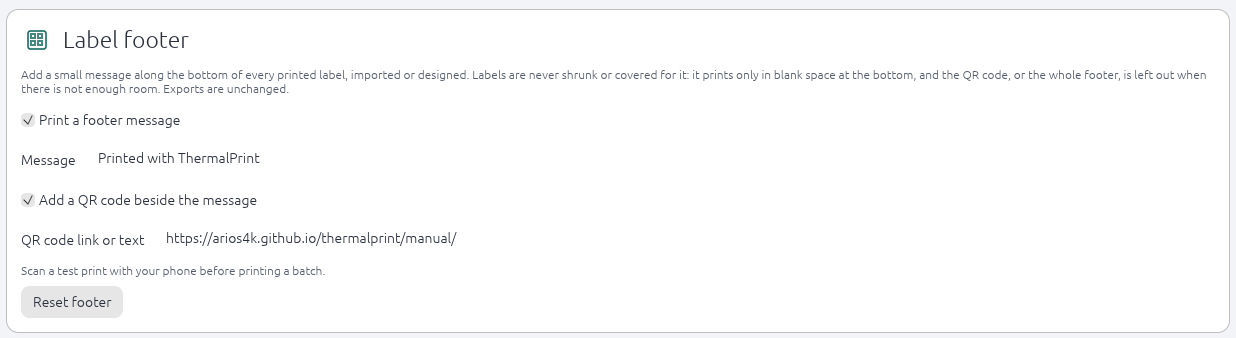 Label footer
Add a small message along the bottom of every printed label, imported or designed. Labels are never shrunk or covered for it: it prints only in blank space at the bottom, and the QR code, or the whole footer, is left out when
there is not enough room. Exports are unchanged.
Print a footer message
Message Printed with ThermalPrint
Add a QR code beside the message
QR code link or text https://arios4k.github.io/thermalprint/manual/
Scan a test print with your phone before printing a batch.
Reset footer